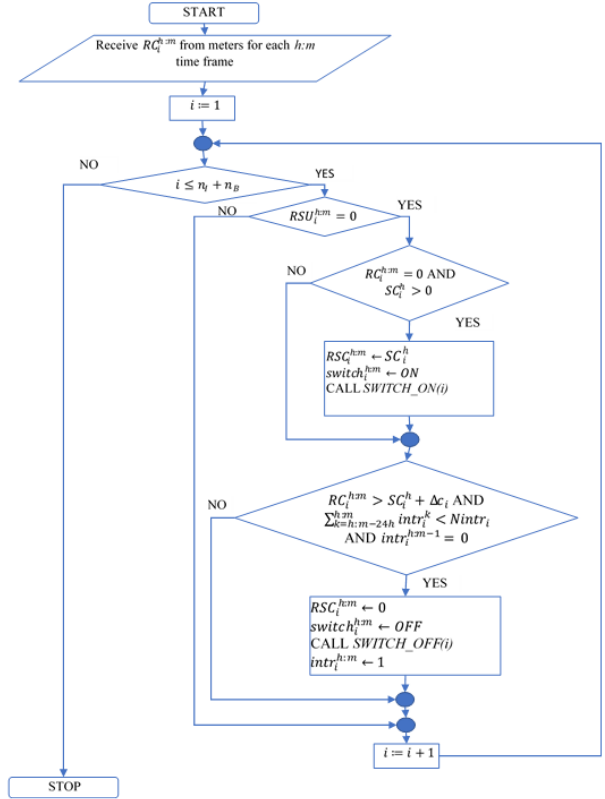 START
Receive RC_i^{h:m} from meters for each h:m
time frame
i ≔ 1
NO
YES
i ≤ n_I + n_B
NO
RSU_i^{h:m} = 0
YES
NO
RC_i^{h:m} = 0 AND
SC_i^h > 0
YES
RSC_i^{h:m} ← SC_i^h
switch_i^{h:m} ← ON
CALL SWITCH_ON(i)
NO
RC_i^{h:m} > SC_i^h + Δc_i AND
∑_{k=h:m−24h}^{h:m} intr_i^k < Nintr_i
AND intr_i^{h:m−1} = 0
YES
RSC_i^{h:m} ← 0
switch_i^{h:m} ← OFF
CALL SWITCH_OFF(i)
intr_i^{h:m} ← 1
i ≔ i + 1
STOP